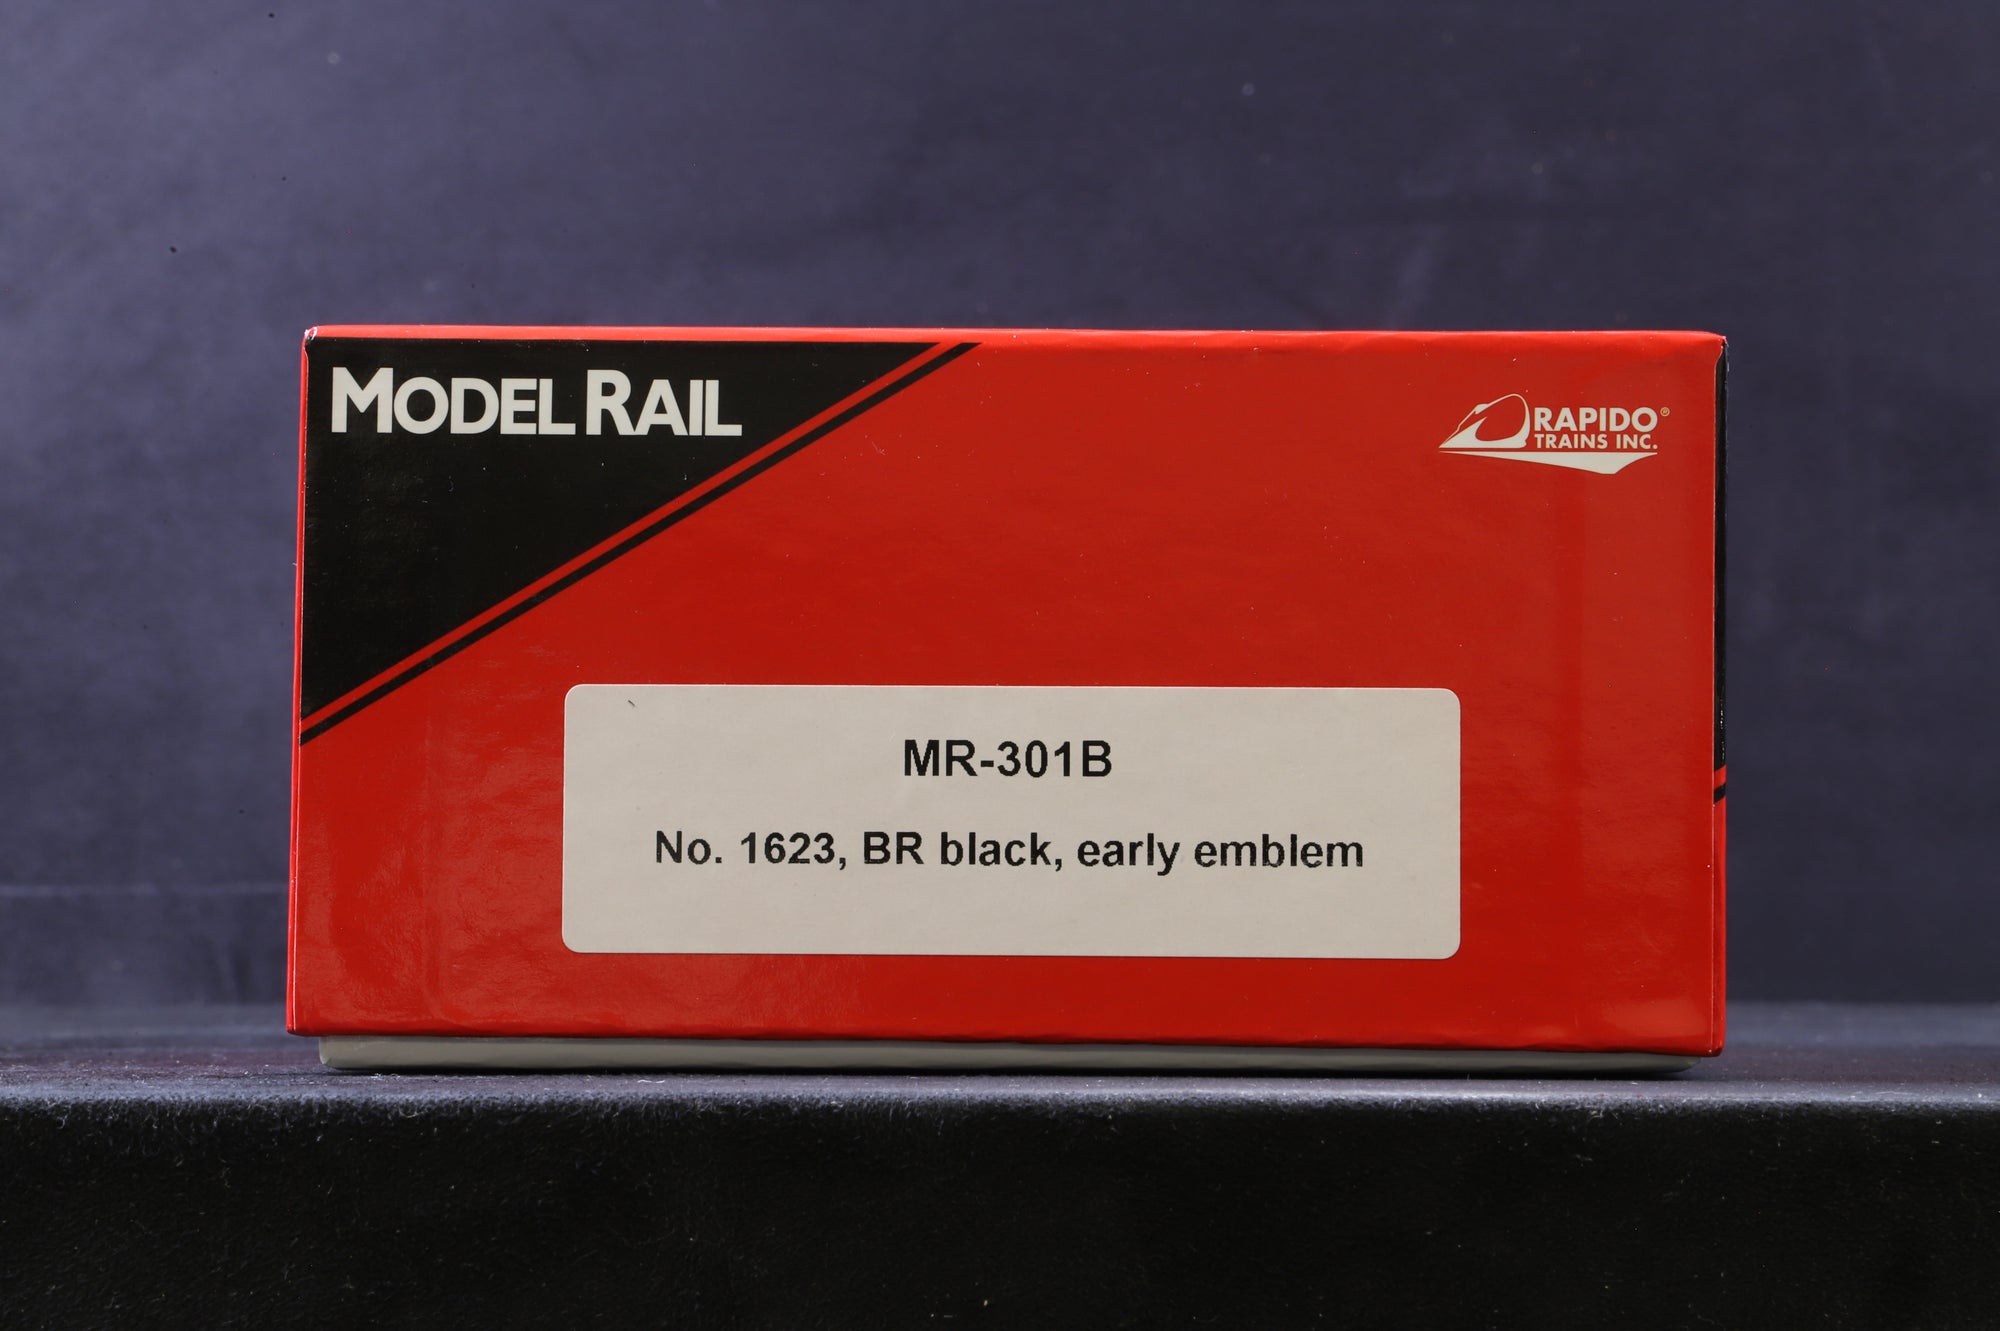 MODEL RAIL
RAPIDO®
TRAINS INC.
MR-301B
No. 1623, BR black, early emblem